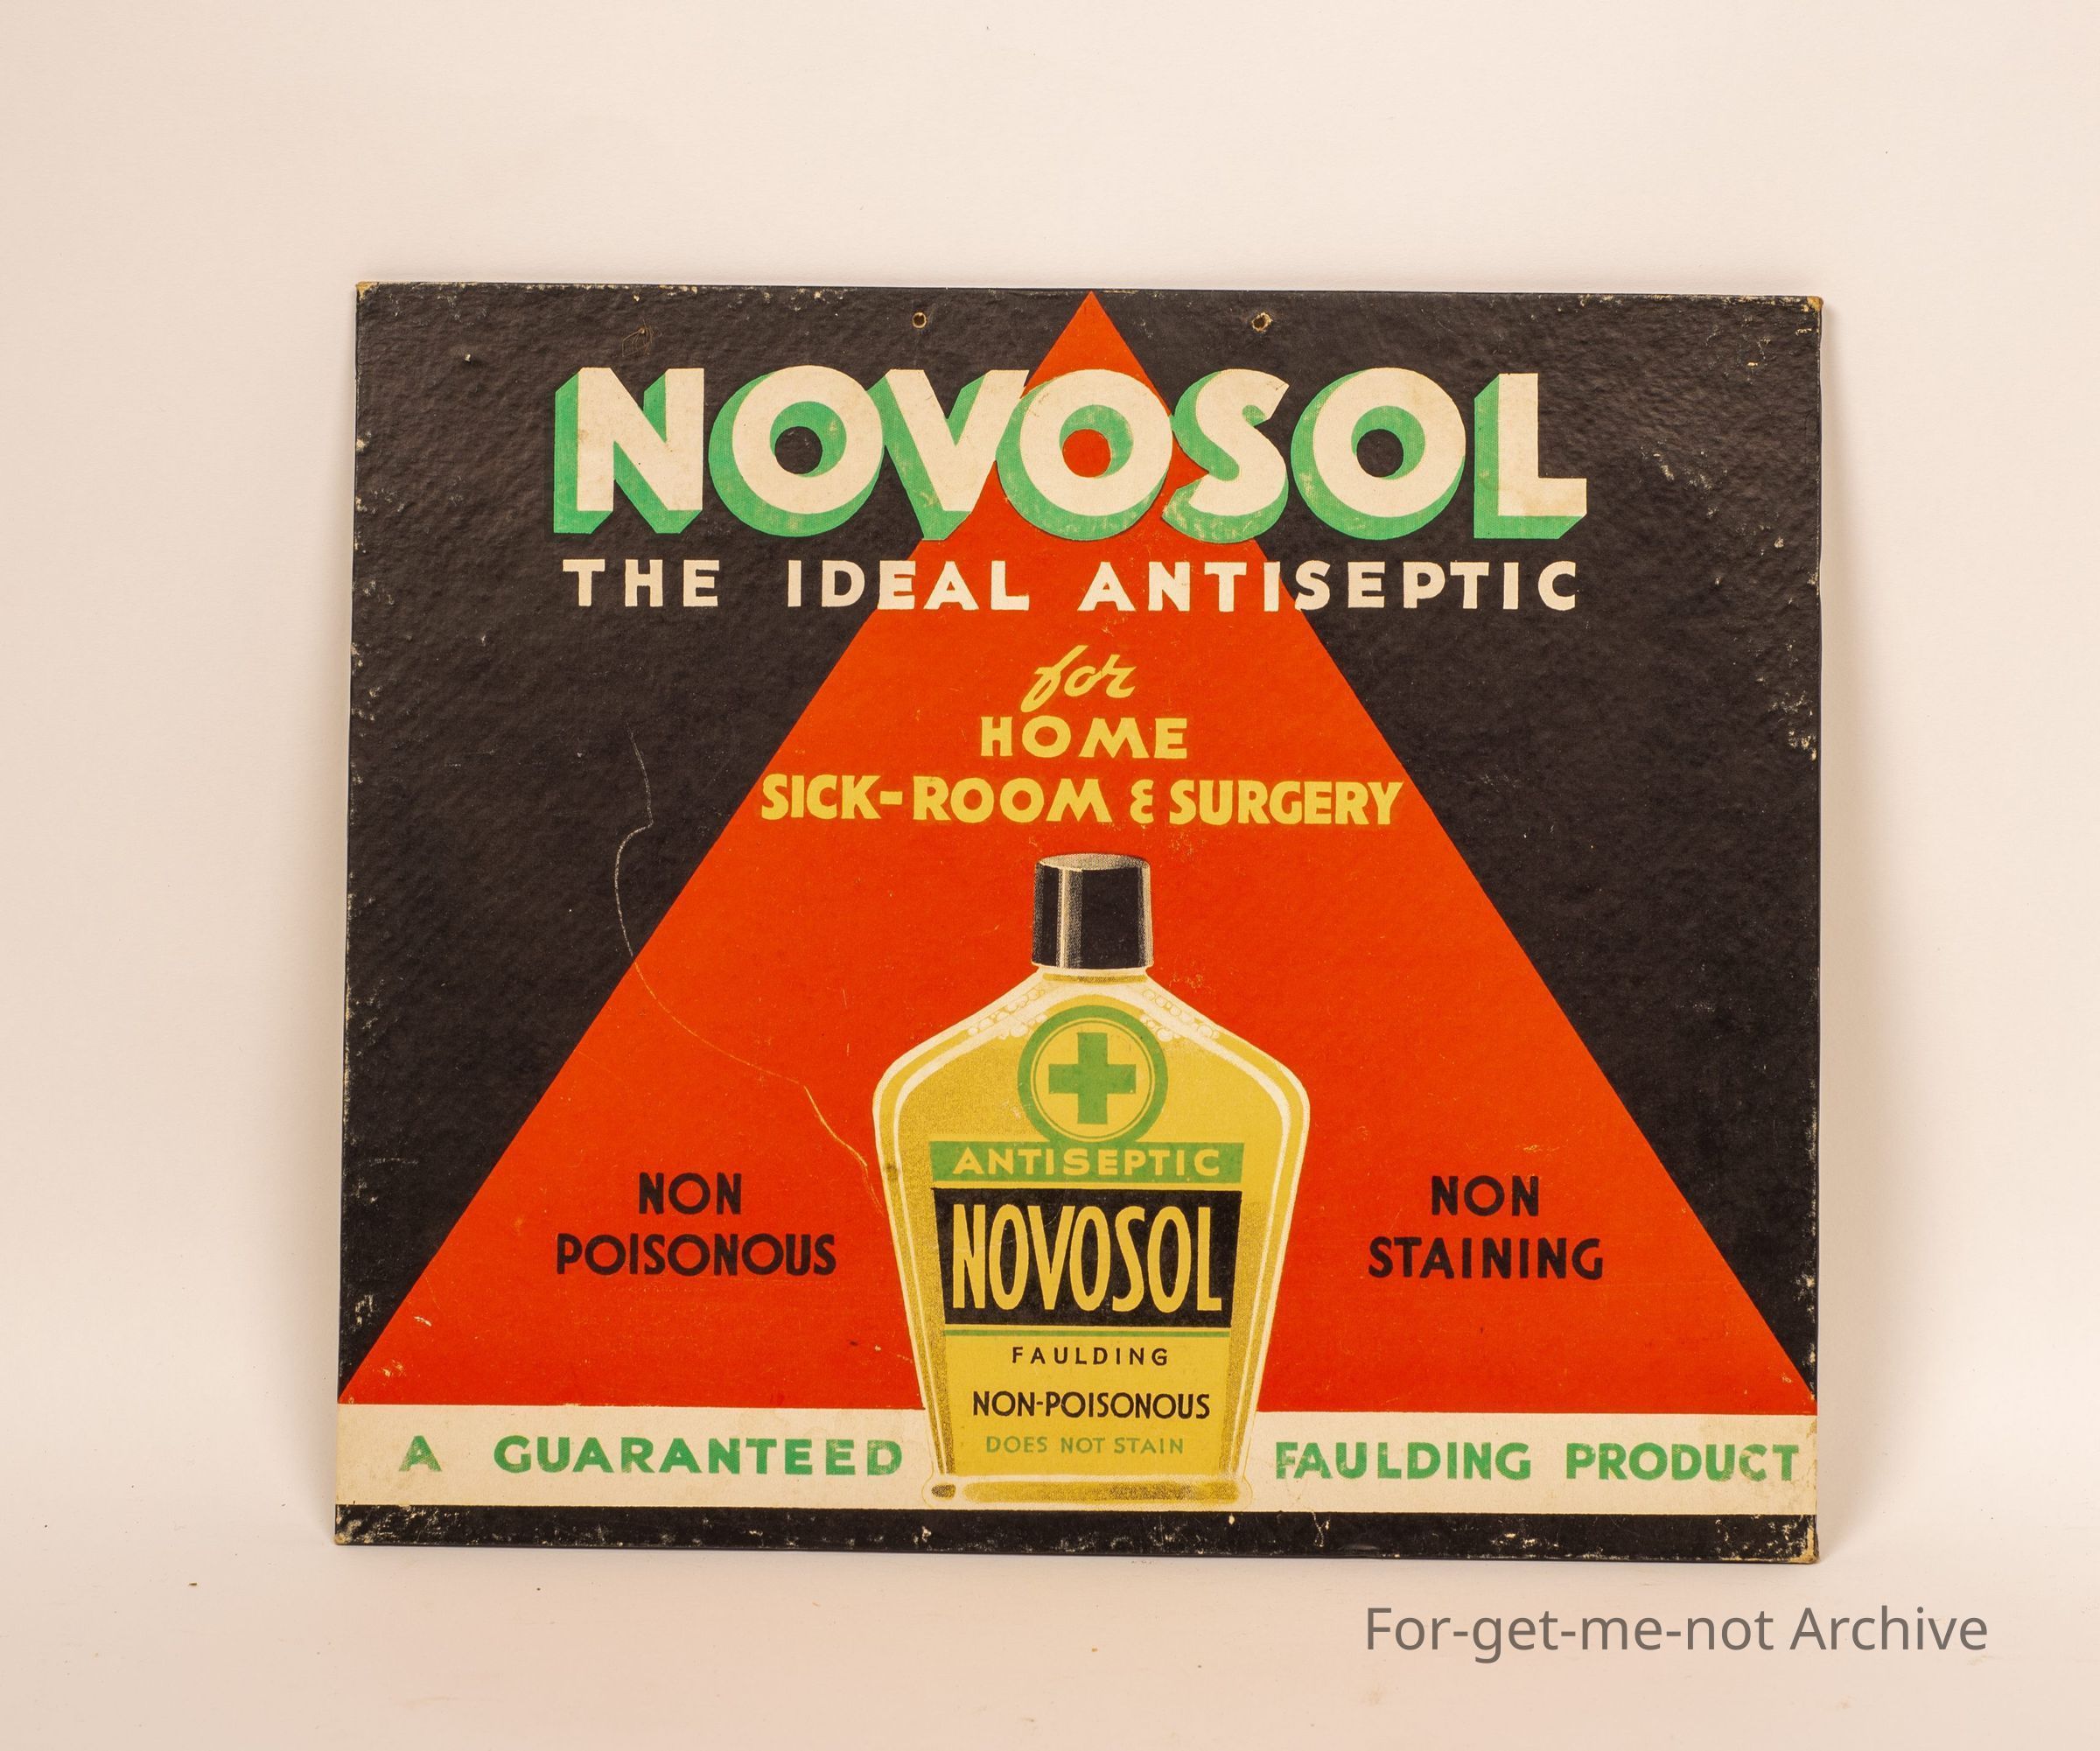 NOVOSOL
THE IDEAL ANTISEPTIC
for
HOME
SICK-ROOM & SURGERY
NON
POISONOUS
NON
STAINING
ANTISEPTIC
NOVOSOL
FAULDING
NON-POISONOUS
DOES NOT STAIN
A GUARANTEED FAULDING PRODUCT
For-get-me-not Archive